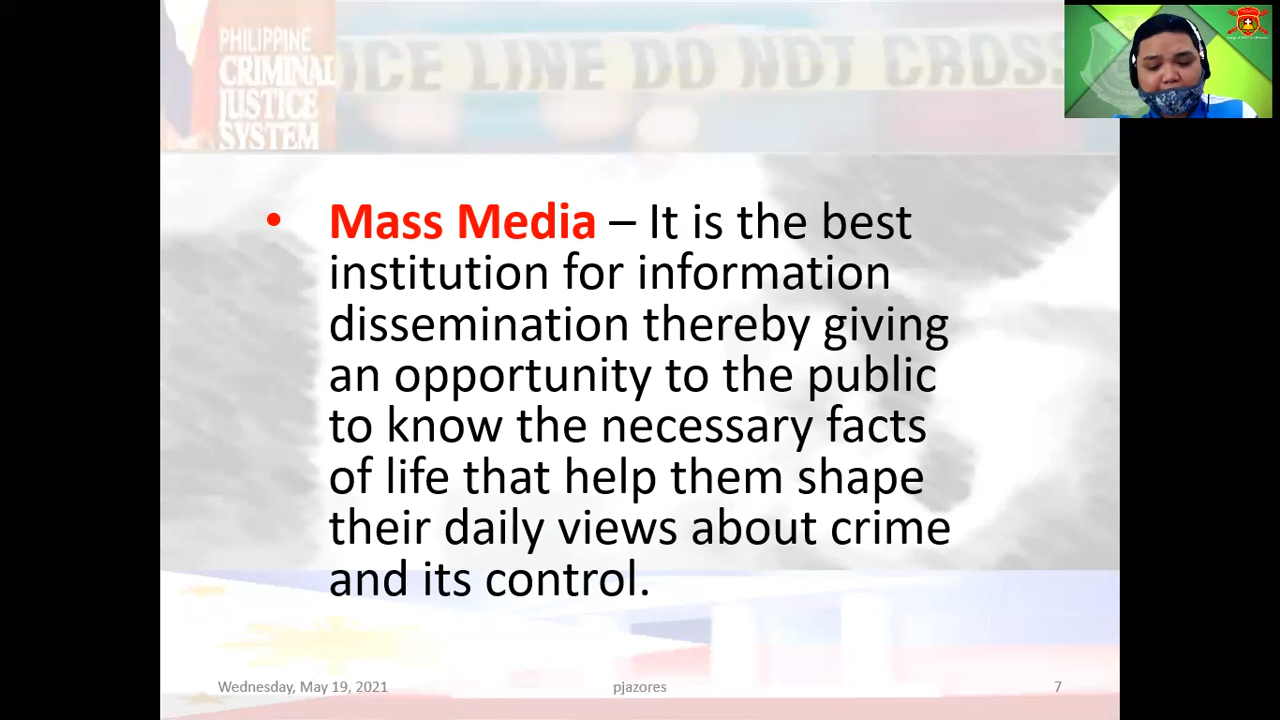 PHILIPPINE
CRIMINAL
JUSTICE
SYSTEM
ICE LINE DO NOT CROSS
• Mass Media – It is the best
institution for information
dissemination thereby giving
an opportunity to the public
to know the necessary facts
of life that help them shape
their daily views about crime
and its control.
Wednesday, May 19, 2021
pjazores
7